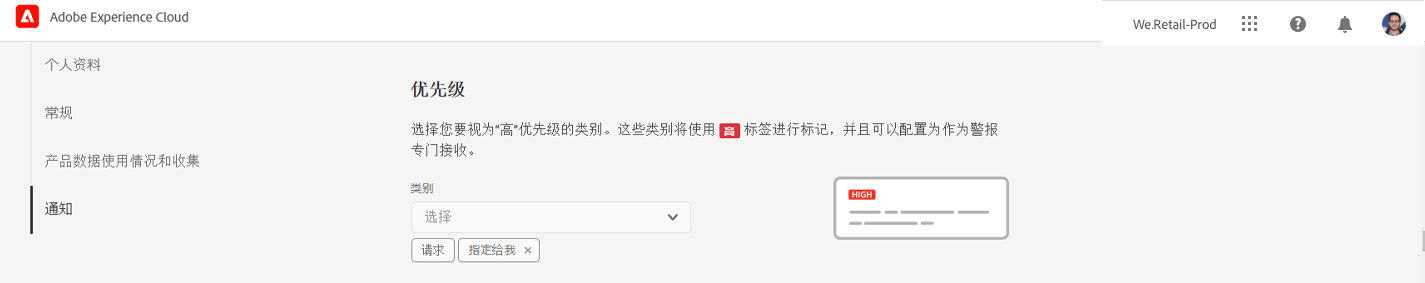 Adobe Experience Cloud
We.Retail-Prod
个人资料
常规
产品数据使用情况和收集
通知
优先级
选择您要视为“高”优先级的类别。这些类别将使用 高 标签进行标记，并且可以配置为作为警报
专门接收。
类别
选择
请求 指定给我
HIGH